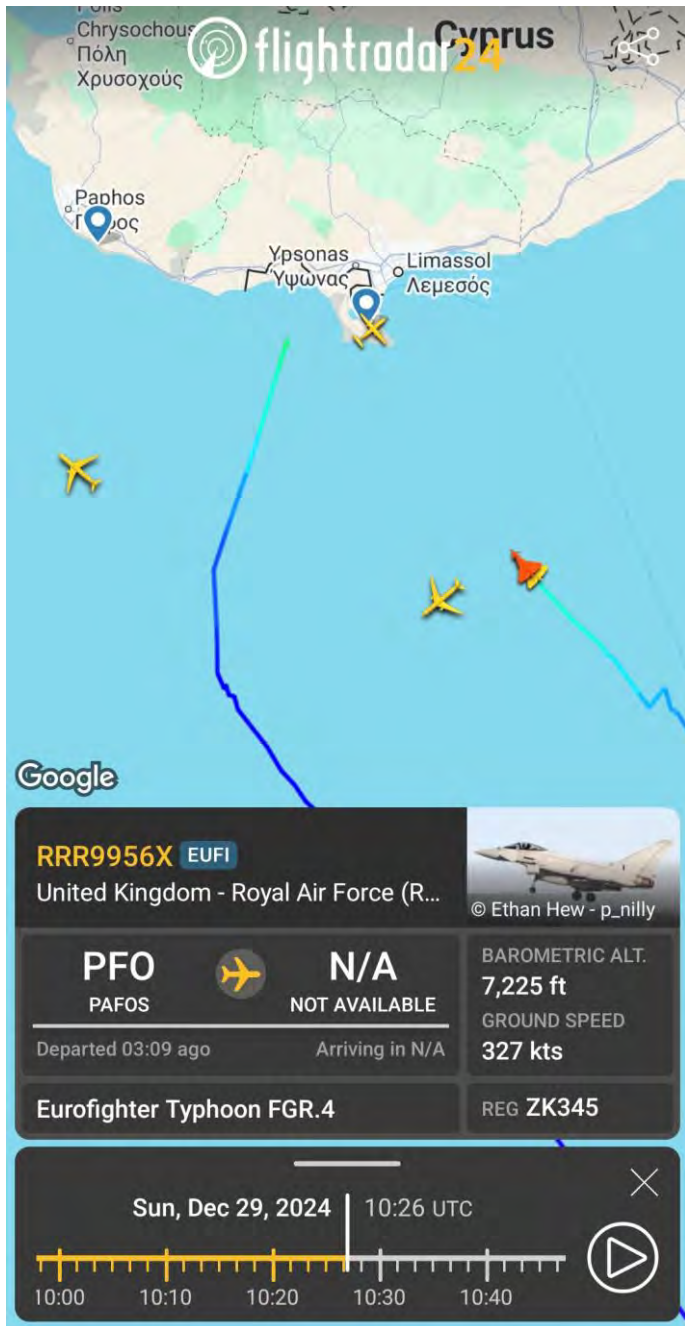 Chrysochous
Πόλη
Χρυσοχούς
flightradar24
Cyprus
Paphos
Ypsonas
Υψώνας
Limassol
Λεμεσός
Google
RRR9956X EUFI
United Kingdom - Royal Air Force (R...
© Ethan Hew - p_nilly
PFO
PAFOS
N/A
NOT AVAILABLE
Departed 03:09 ago
Arriving in N/A
BAROMETRIC ALT.
7,225 ft
GROUND SPEED
327 kts
Eurofighter Typhoon FGR.4
REG ZK345
Sun, Dec 29, 2024
10:26 UTC
10:00 10:10 10:20 10:30 10:40